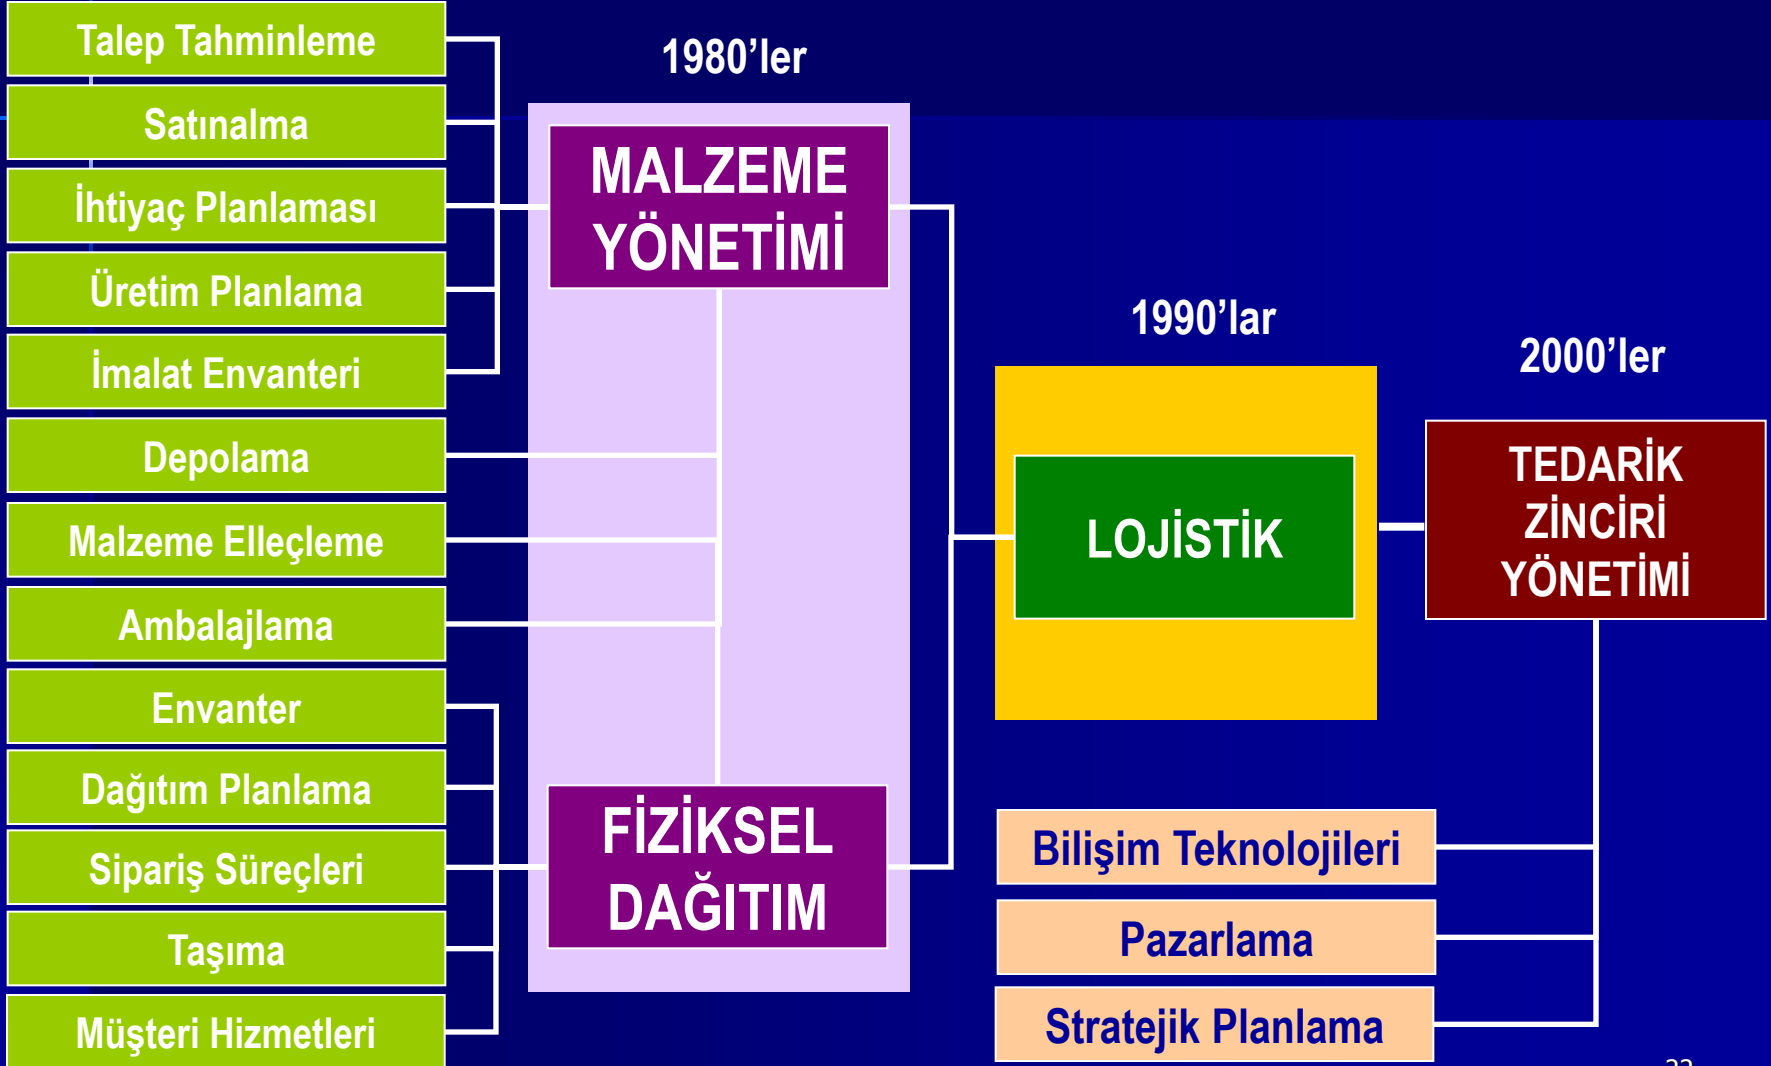 Talep Tahminleme
Satınalma
İhtiyaç Planlaması
Üretim Planlama
İmalat Envanteri
Depolama
Malzeme Elleçleme
Ambalajlama
Envanter
Dağıtım Planlama
Sipariş Süreçleri
Taşıma
Müşteri Hizmetleri
1980’ler
MALZEME
YÖNETİMİ
FİZİKSEL
DAĞITIM
1990’lar
LOJİSTİK
2000’ler
TEDARİK
ZİNCİRİ
YÖNETİMİ
Bilişim Teknolojileri
Pazarlama
Stratejik Planlama